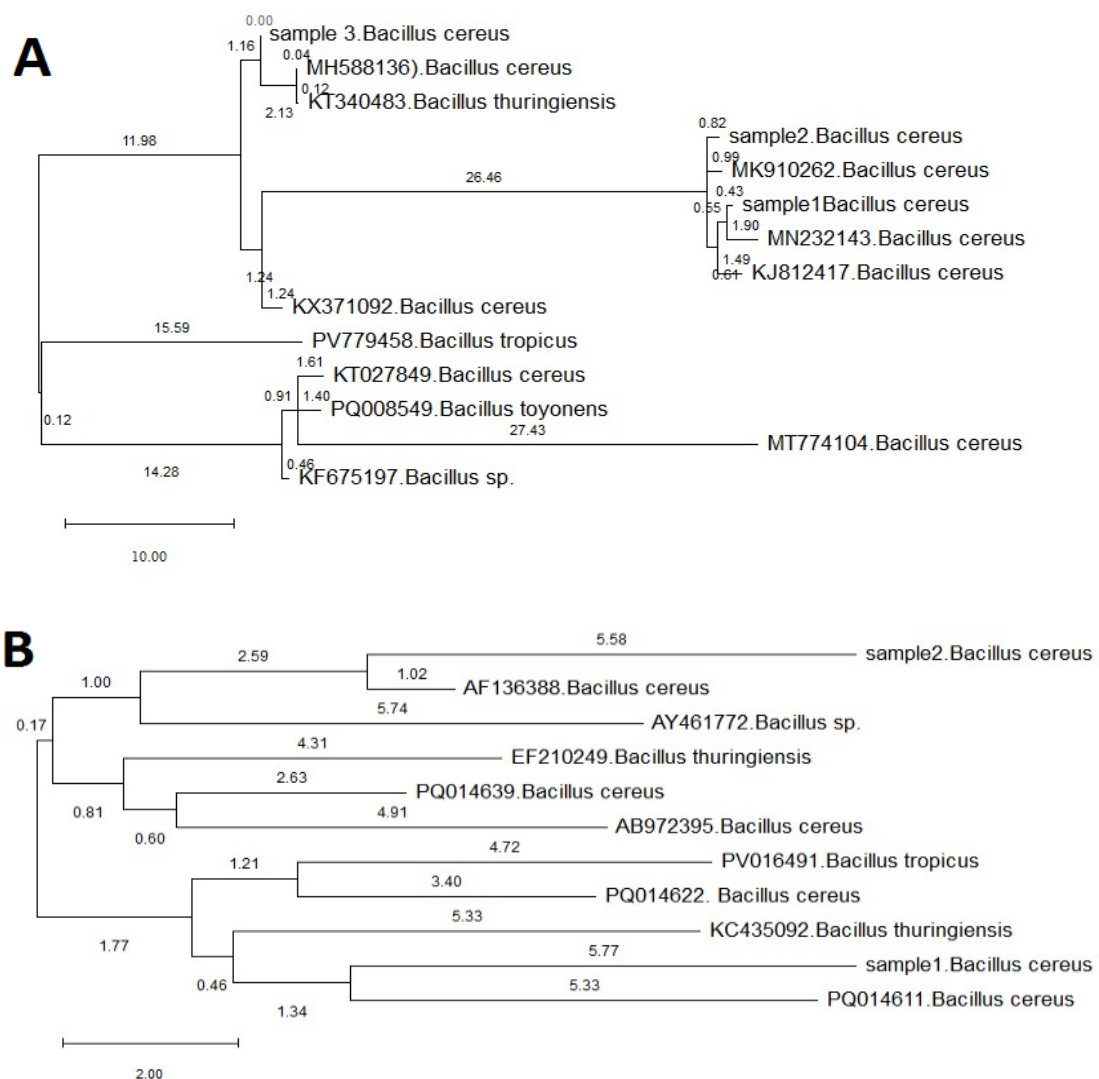 A
0.00
sample 3.Bacillus cereus
1.16
0.04
MH588136).Bacillus cereus
0.12
KT340483.Bacillus thuringiensis
2.13
11.98
0.82
sample2.Bacillus cereus
0.99
MK910262.Bacillus cereus
26.46
0.43
sample1Bacillus cereus
0.55
1.90
MN232143.Bacillus cereus
1.49
0.61
KJ812417.Bacillus cereus
1.24
1.24
KX371092.Bacillus cereus
15.59
PV779458.Bacillus tropicus
1.61
KT027849.Bacillus cereus
0.91
1.40
PQ008549.Bacillus toyonens
0.12
27.43
MT774104.Bacillus cereus
0.46
KF675197.Bacillus sp.
14.28
10.00
B
5.58
sample2.Bacillus cereus
2.59
1.02
AF136388.Bacillus cereus
1.00
5.74
AY461772.Bacillus sp.
0.17
4.31
EF210249.Bacillus thuringiensis
2.63
PQ014639.Bacillus cereus
0.81
4.91
AB972395.Bacillus cereus
0.60
4.72
PV016491.Bacillus tropicus
1.21
3.40
PQ014622. Bacillus cereus
5.33
KC435092.Bacillus thuringiensis
1.77
5.77
sample1.Bacillus cereus
0.46
5.33
PQ014611.Bacillus cereus
1.34
2.00